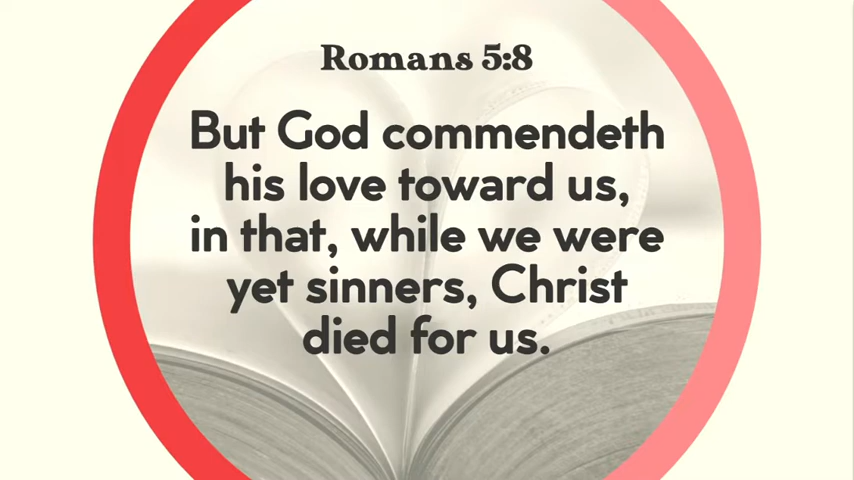 Romans 5:8
But God commendeth
his love toward us,
in that, while we were
yet sinners, Christ
died for us.